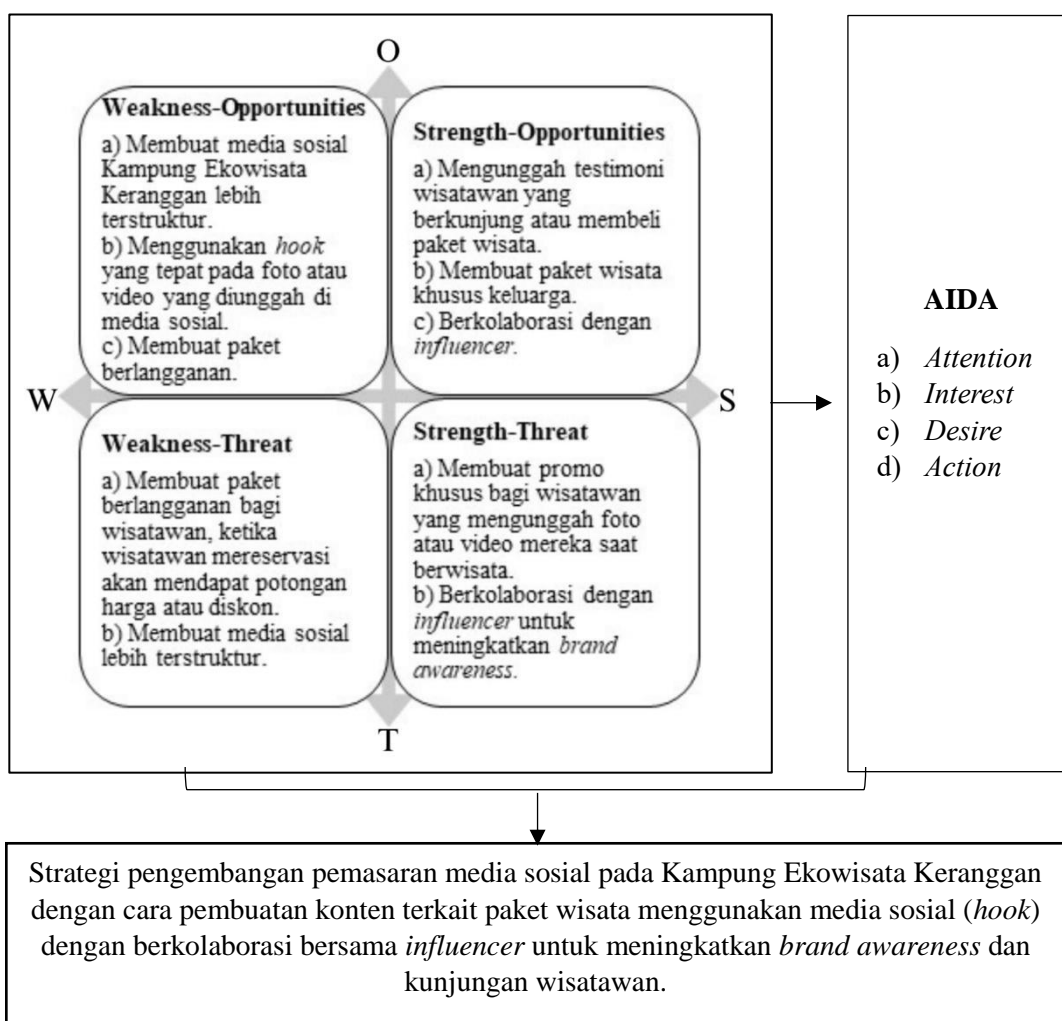 O
Weakness-Opportunities
a) Membuat media sosial
Kampung Ekowisata
Keranggan lebih
terstruktur.
b) Menggunakan hook
yang tepat pada foto atau
video yang diunggah di
media sosial.
c) Membuat paket
berlangganan.
Strength-Opportunities
a) Mengunggah testimoni
wisatawan yang
berkunjung atau membeli
paket wisata.
b) Membuat paket wisata
khusus keluarga.
c) Berkolaborasi dengan
influencer.
W
S
Weakness-Threat
a) Membuat paket
berlangganan bagi
wisatawan, ketika
wisatawan mereservasi
akan mendapat potongan
harga atau diskon.
b) Membuat media sosial
lebih terstruktur.
Strength-Threat
a) Membuat promo
khusus bagi wisatawan
yang mengunggah foto
atau video mereka saat
berwisata.
b) Berkolaborasi dengan
influencer untuk
meningkatkan brand
awareness.
T
AIDA
a) Attention
b) Interest
c) Desire
d) Action
Strategi pengembangan pemasaran media sosial pada Kampung Ekowisata Keranggan
dengan cara pembuatan konten terkait paket wisata menggunakan media sosial (hook)
dengan berkolaborasi bersama influencer untuk meningkatkan brand awareness dan
kunjungan wisatawan.